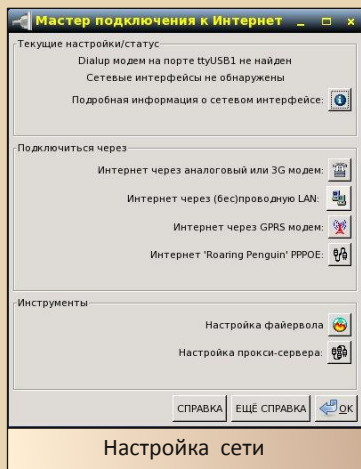 Мастер подключения к Интернет
Текущие настройки/статус
Dialup модем на порте ttyUSB1 не найден
Сетевые интерфейсы не обнаружены
Подробная информация о сетевом интерфейсе:
Подключиться через
Интернет через аналоговый или 3G модем:
Интернет через (бес)проводную LAN:
Интернет через GPRS модем:
Интернет 'Roaring Penguin' PPPOE:
Инструменты
Настройка файервола
Настройка прокси-сервера:
СПРАВКА ЕЩЁ СПРАВКА OK
Настройка сети